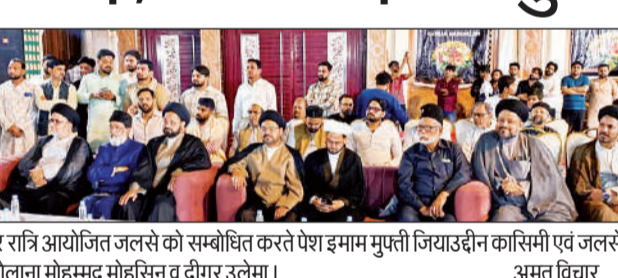 र रात्रि आयोजित जलसे को सम्बोधित करते पेश इमाम मुफ्ती जियाउद्दीन कासिमी एवं जलसे
मोहम्मद मोहसिन व दीगर उलेमा।
अमृत विचार